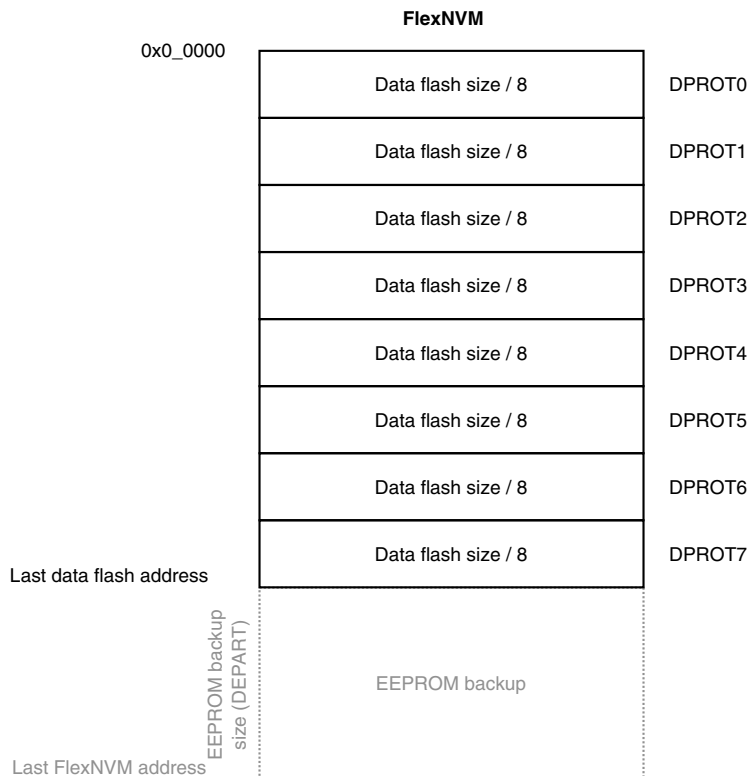 FlexNVM
0x0_0000
Data flash size / 8 DPROT0
Data flash size / 8 DPROT1
Data flash size / 8 DPROT2
Data flash size / 8 DPROT3
Data flash size / 8 DPROT4
Data flash size / 8 DPROT5
Data flash size / 8 DPROT6
Data flash size / 8 DPROT7
Last data flash address
EEPROM backup
size (DEPART)
EEPROM backup
Last FlexNVM address